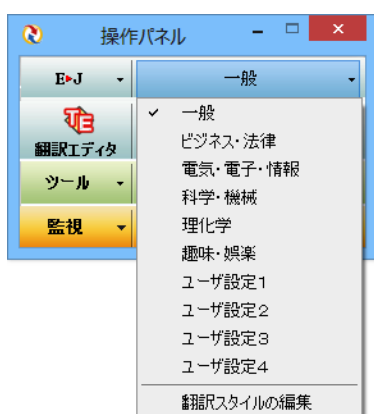 操作パネル
E▸J
一般
翻訳エディタ
ツール
監視
✓ 一般
ビジネス・法律
電気・電子・情報
科学・機械
理化学
趣味・娯楽
ユーザ設定1
ユーザ設定2
ユーザ設定3
ユーザ設定4
翻訳スタイルの編集